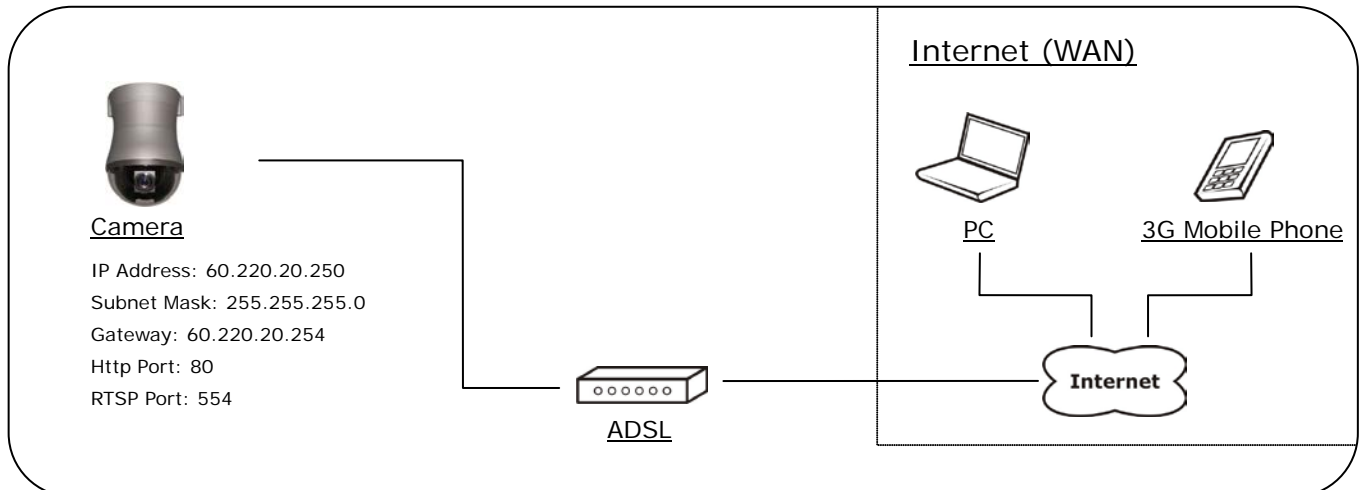 Internet (WAN)
Camera
PC
3G Mobile Phone
IP Address: 60.220.20.250
Subnet Mask: 255.255.255.0
Gateway: 60.220.20.254
Http Port: 80
RTSP Port: 554
Internet
ADSL